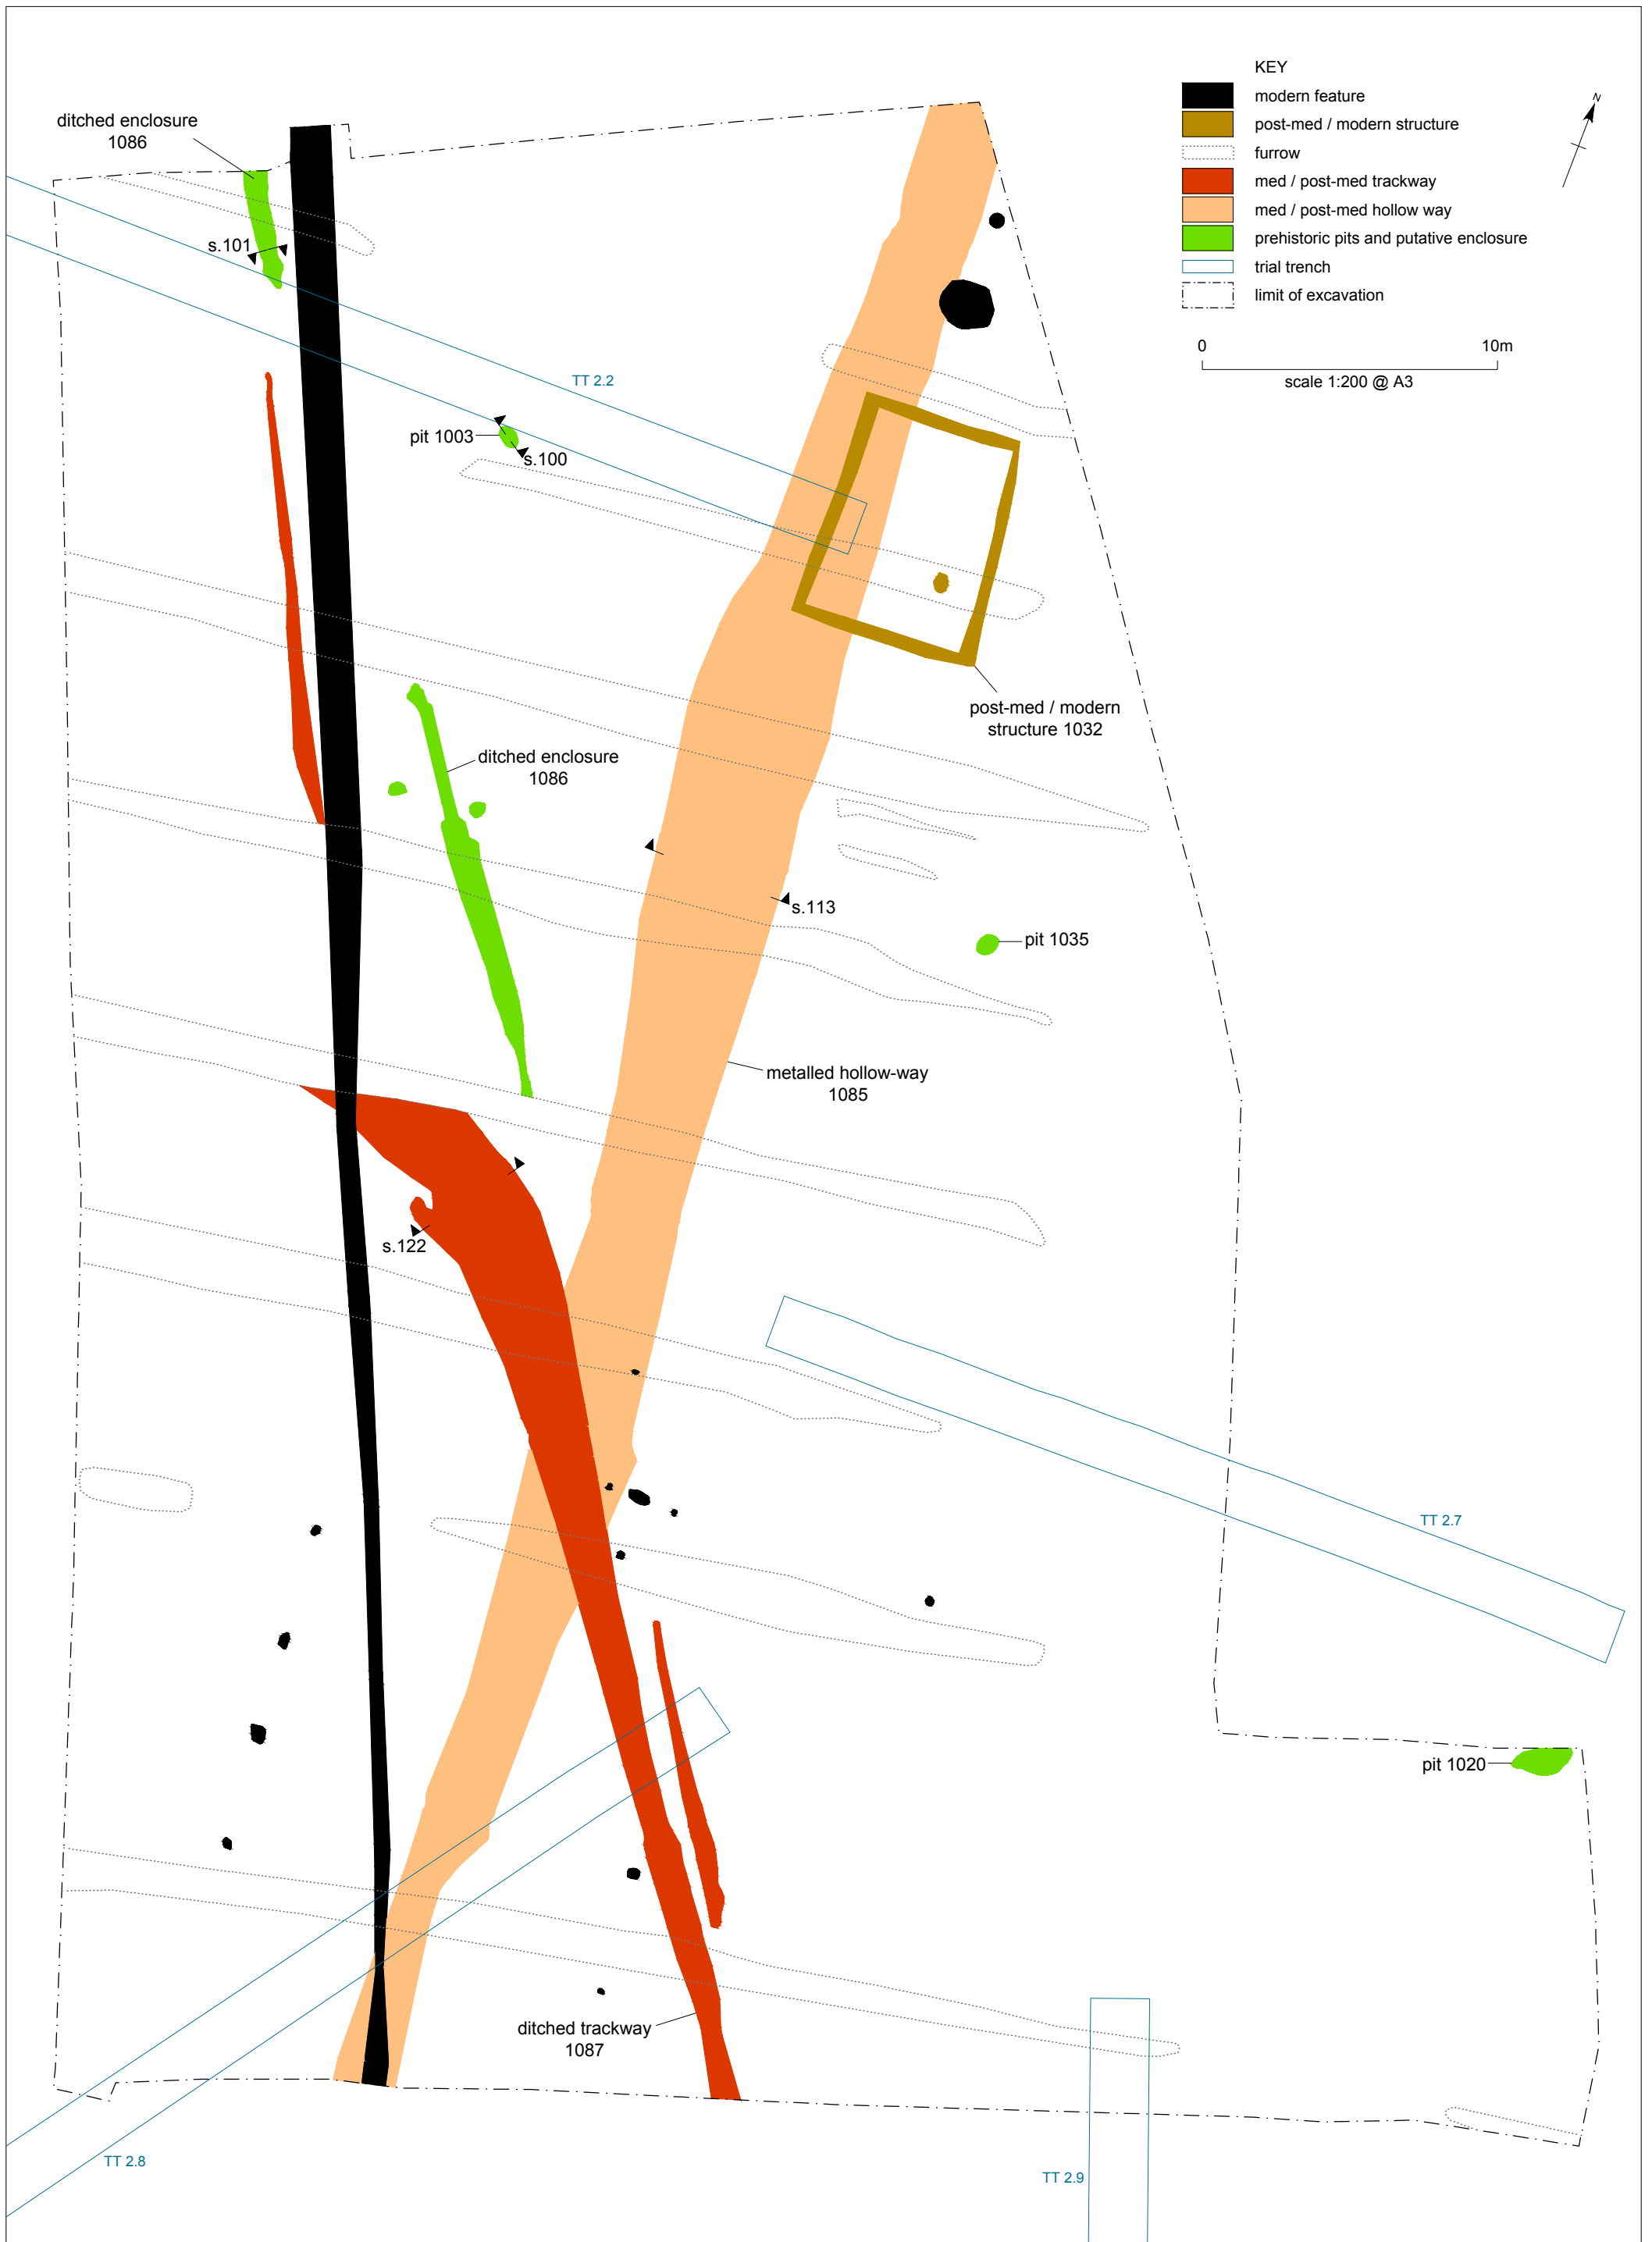 KEY
modern feature
post-med / modern structure
furrow
med / post-med trackway
med / post-med hollow way
prehistoric pits and putative enclosure
trial trench
limit of excavation
N
0 10m
scale 1:200 @ A3
ditched enclosure
1086
s.101
TT 2.2
pit 1003
s.100
post-med / modern
structure 1032
ditched enclosure
1086
s.113
pit 1035
metalled hollow-way
1085
s.122
TT 2.7
pit 1020
ditched trackway
1087
TT 2.8
TT 2.9